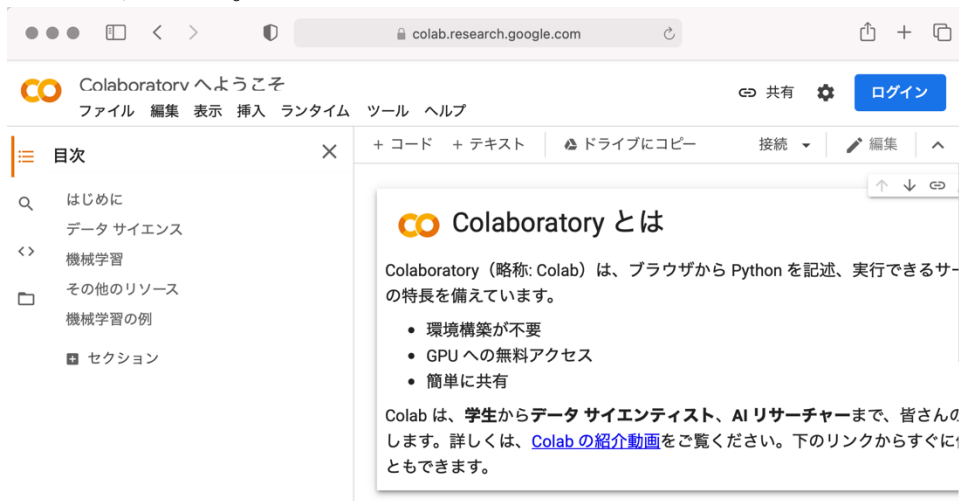 colab.research.google.com
Colaboratory へようこそ
ファイル 編集 表示 挿入 ランタイム ツール ヘルプ
共有
ログイン
目次
+ コード + テキスト ドライブにコピー 接続 編集
はじめに
データ サイエンス
機械学習
その他のリソース
機械学習の例
セクション
Colaboratory とは
Colaboratory（略称: Colab）は、ブラウザから Python を記述、実行できるサー
の特長を備えています。
• 環境構築が不要
• GPU への無料アクセス
• 簡単に共有
Colab は、学生からデータ サイエンティスト、AI リサーチャーまで、皆さんの
します。詳しくは、Colab の紹介動画をご覧ください。下のリンクからすぐに
ともできます。